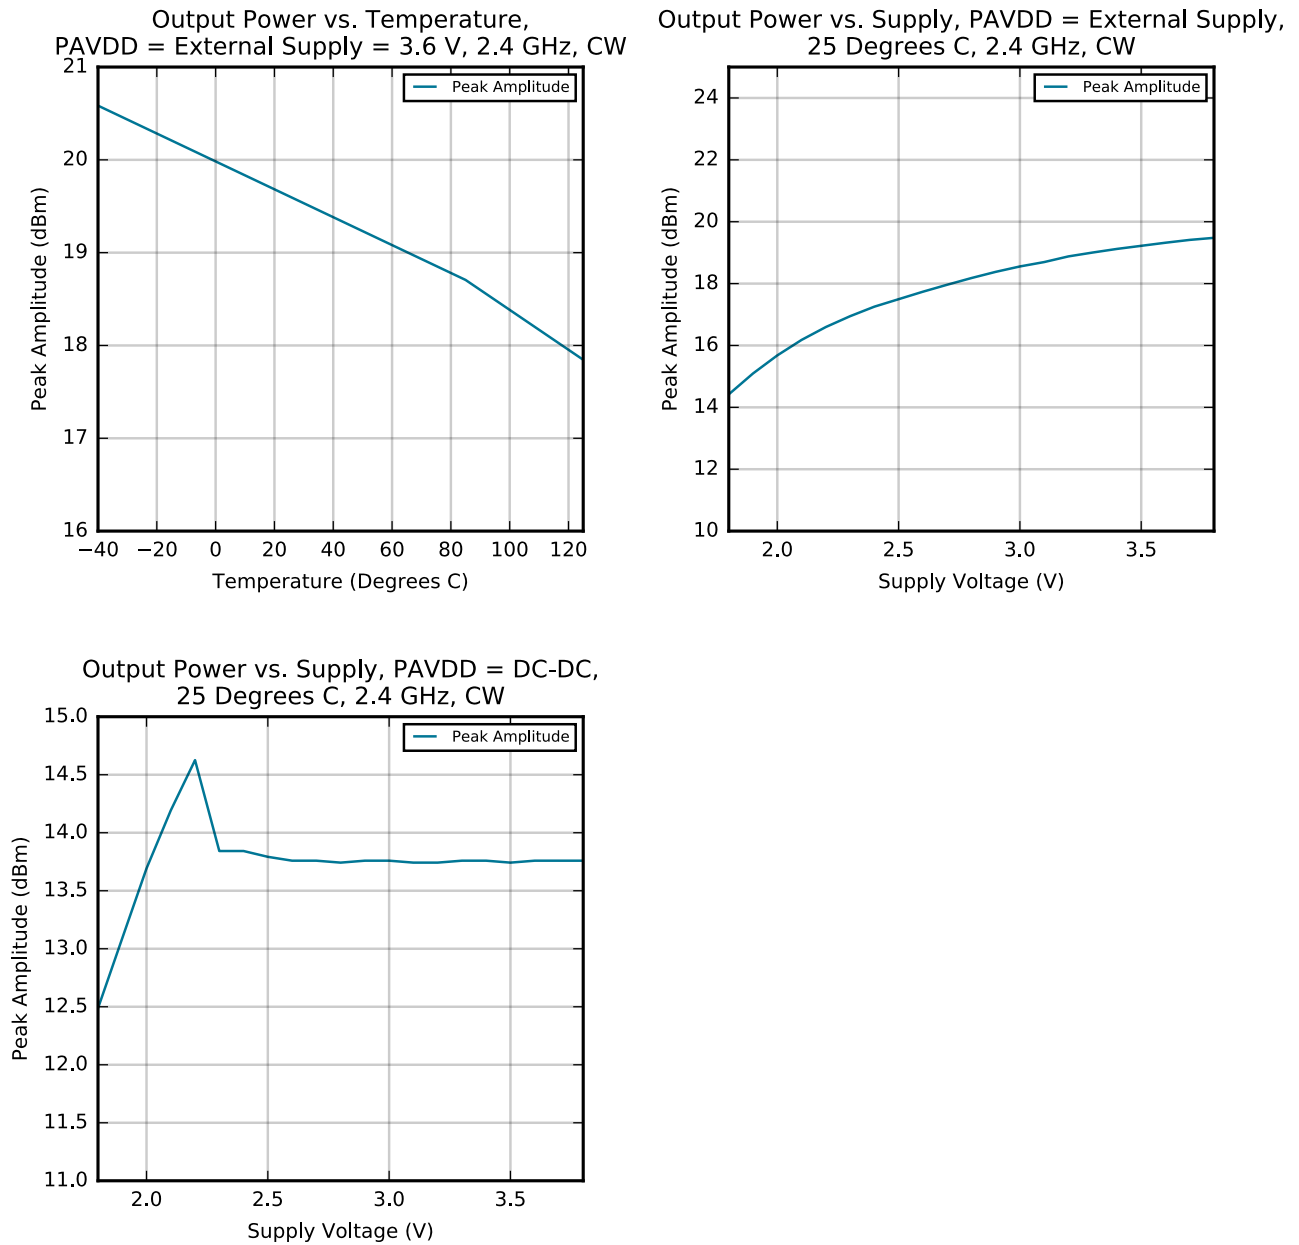 Output Power vs. Temperature,
PAVDD = External Supply = 3.6 V, 2.4 GHz, CW
Peak Amplitude
21
20
19
18
17
16
Peak Amplitude (dBm)
−40 −20 0 20 40 60 80 100 120
Temperature (Degrees C)
Output Power vs. Supply, PAVDD = External Supply,
25 Degrees C, 2.4 GHz, CW
Peak Amplitude
24
22
20
18
16
14
12
10
Peak Amplitude (dBm)
2.0 2.5 3.0 3.5
Supply Voltage (V)
Output Power vs. Supply, PAVDD = DC-DC,
25 Degrees C, 2.4 GHz, CW
Peak Amplitude
15.0
14.5
14.0
13.5
13.0
12.5
12.0
11.5
11.0
Peak Amplitude (dBm)
2.0 2.5 3.0 3.5
Supply Voltage (V)